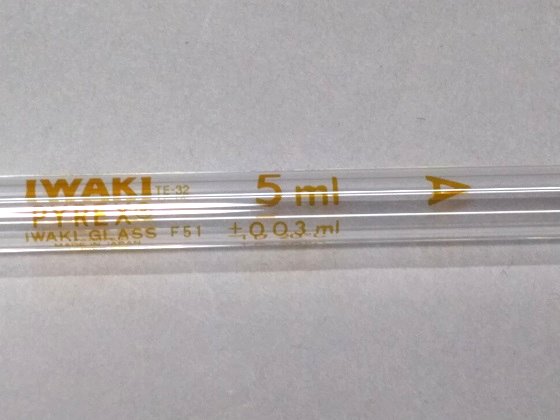 IWAKI TE-32
PYREX
IWAKI GLASS F51
MADE IN JAPAN
5 ml
±0.03 ml
A